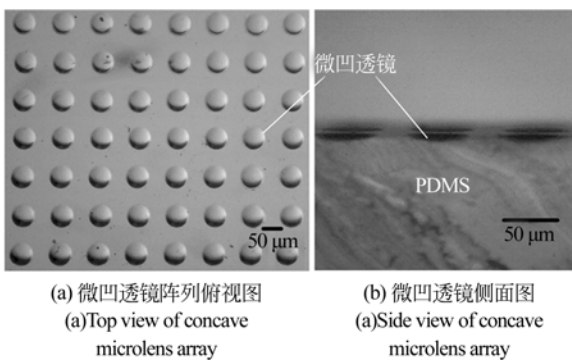 微凹透镜
PDMS
50 μm
50 μm
(a) 微凹透镜阵列俯视图
(a)Top view of concave
microlens array
(b) 微凹透镜侧面图
(a)Side view of concave
microlens array